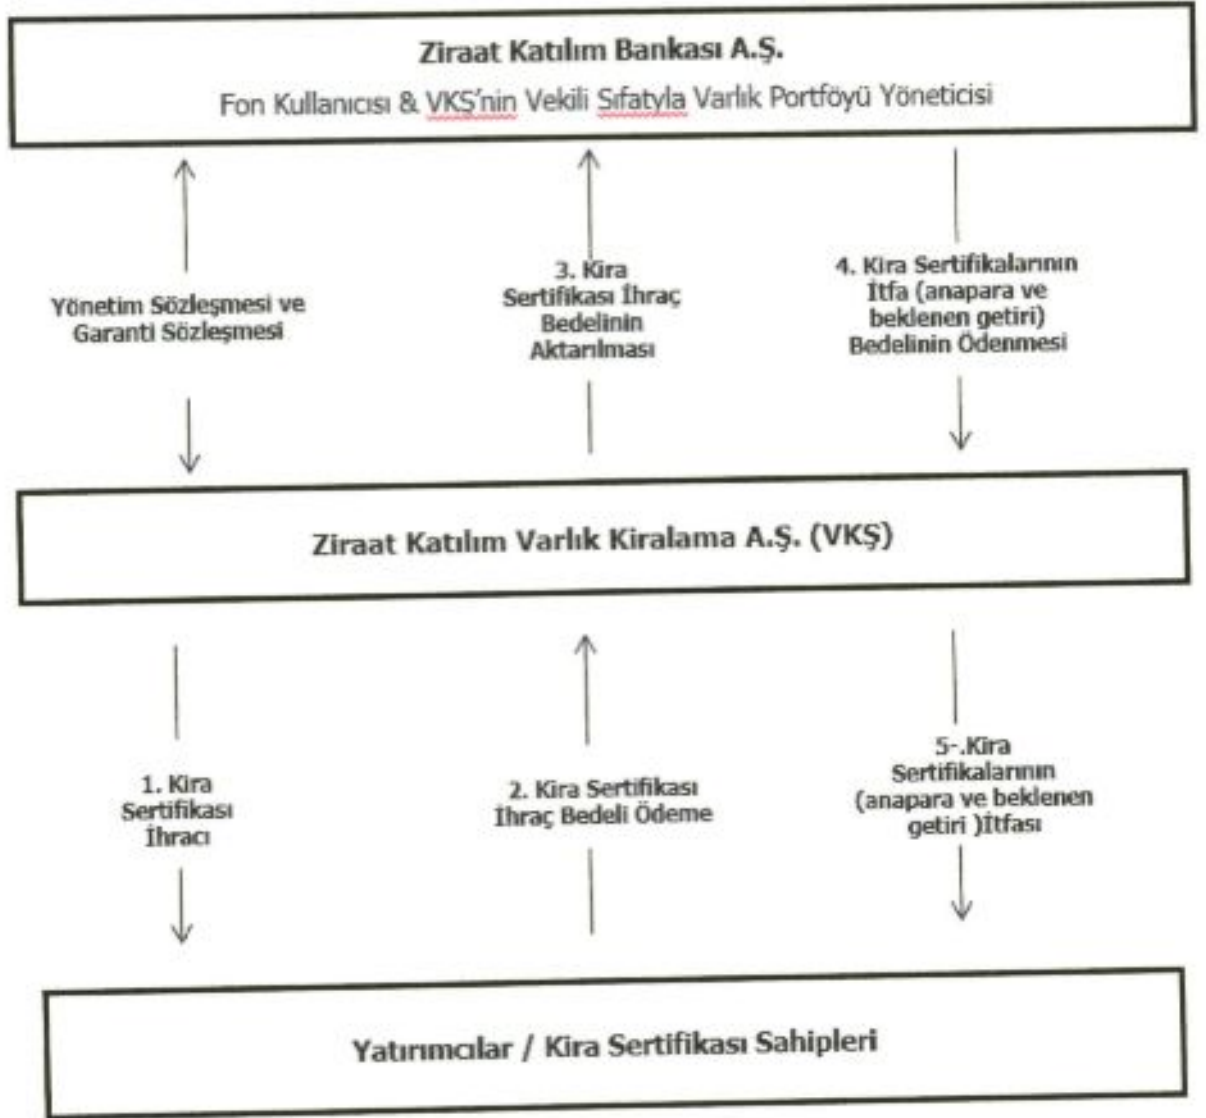 Ziraat Katılım Bankası A.Ş.
Fon Kullanıcısı & VKŞ'nin Vekili Sıfatyla Varlık Portföyü Yöneticisi
Yönetim Sözleşmesi ve
Garanti Sözleşmesi
3. Kira
Sertifikası İhraç
Bedelinin
Aktarılması
4. Kira Sertifikalarının
İtfa (anapara ve
beklenen getiri)
Bedelinin Ödenmesi
Ziraat Katılım Varlık Kiralama A.Ş. (VKŞ)
1. Kira
Sertifikası
İhracı
2. Kira Sertifikası
İhraç Bedeli Ödeme
5-.Kira
Sertifikalarının
(anapara ve beklenen
getiri )İtfası
Yatırımcılar / Kira Sertifikası Sahipleri